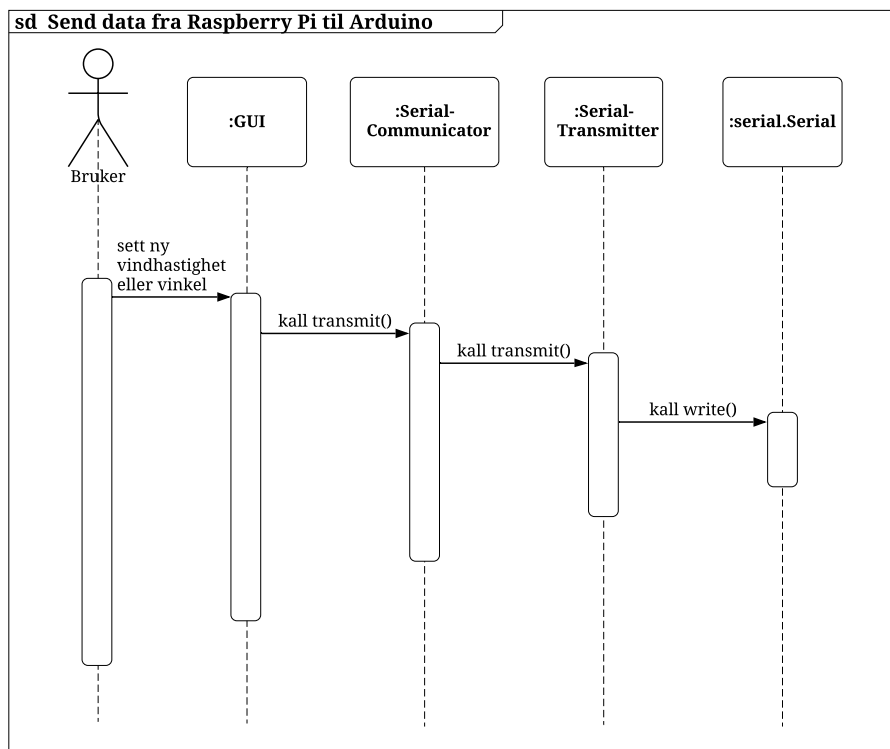 sd Send data fra Raspberry Pi til Arduino
Bruker
:GUI
:Serial-
Communicator
:Serial-
Transmitter
:serial.Serial
sett ny
vindhastighet
eller vinkel
kall transmit()
kall transmit()
kall write()